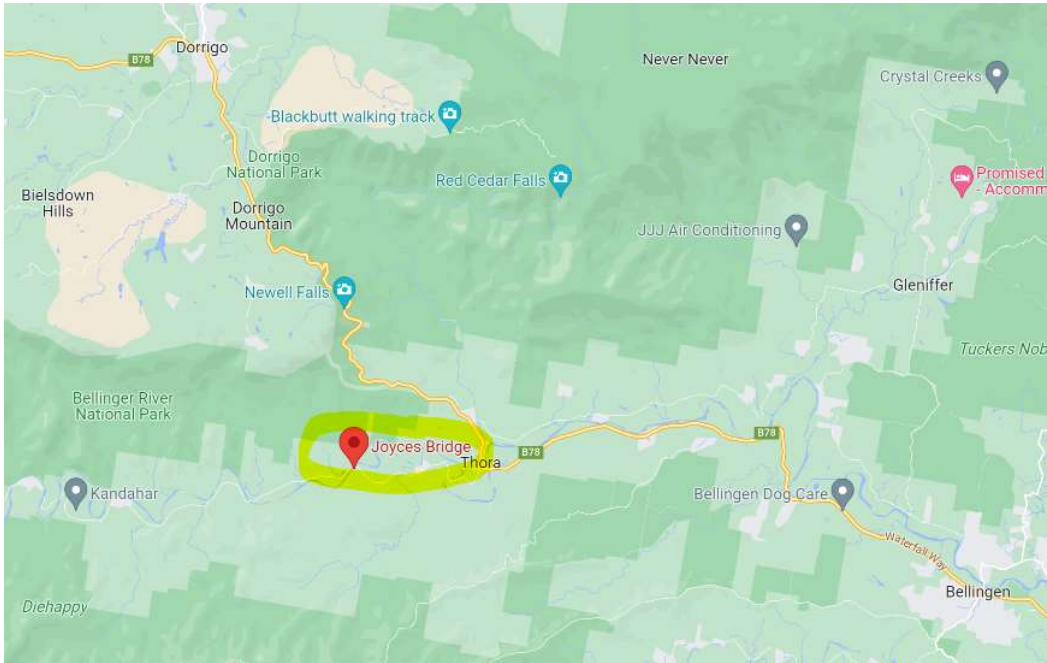 Dorrigo
B78
Never Never
Crystal Creeks
Blackbutt walking track
Dorrigo
National Park
Red Cedar Falls
Promised
- Accomm
Bielsdown
Hills
Dorrigo
Mountain
JJJ Air Conditioning
Newell Falls
Gleniffer
Tuckers Nob
Bellinger River
National Park
Joyces Bridge
B78
B78
Thora
Kandahar
Bellingen Dog Care
Waterfall Way
Bellingen
Diehappy